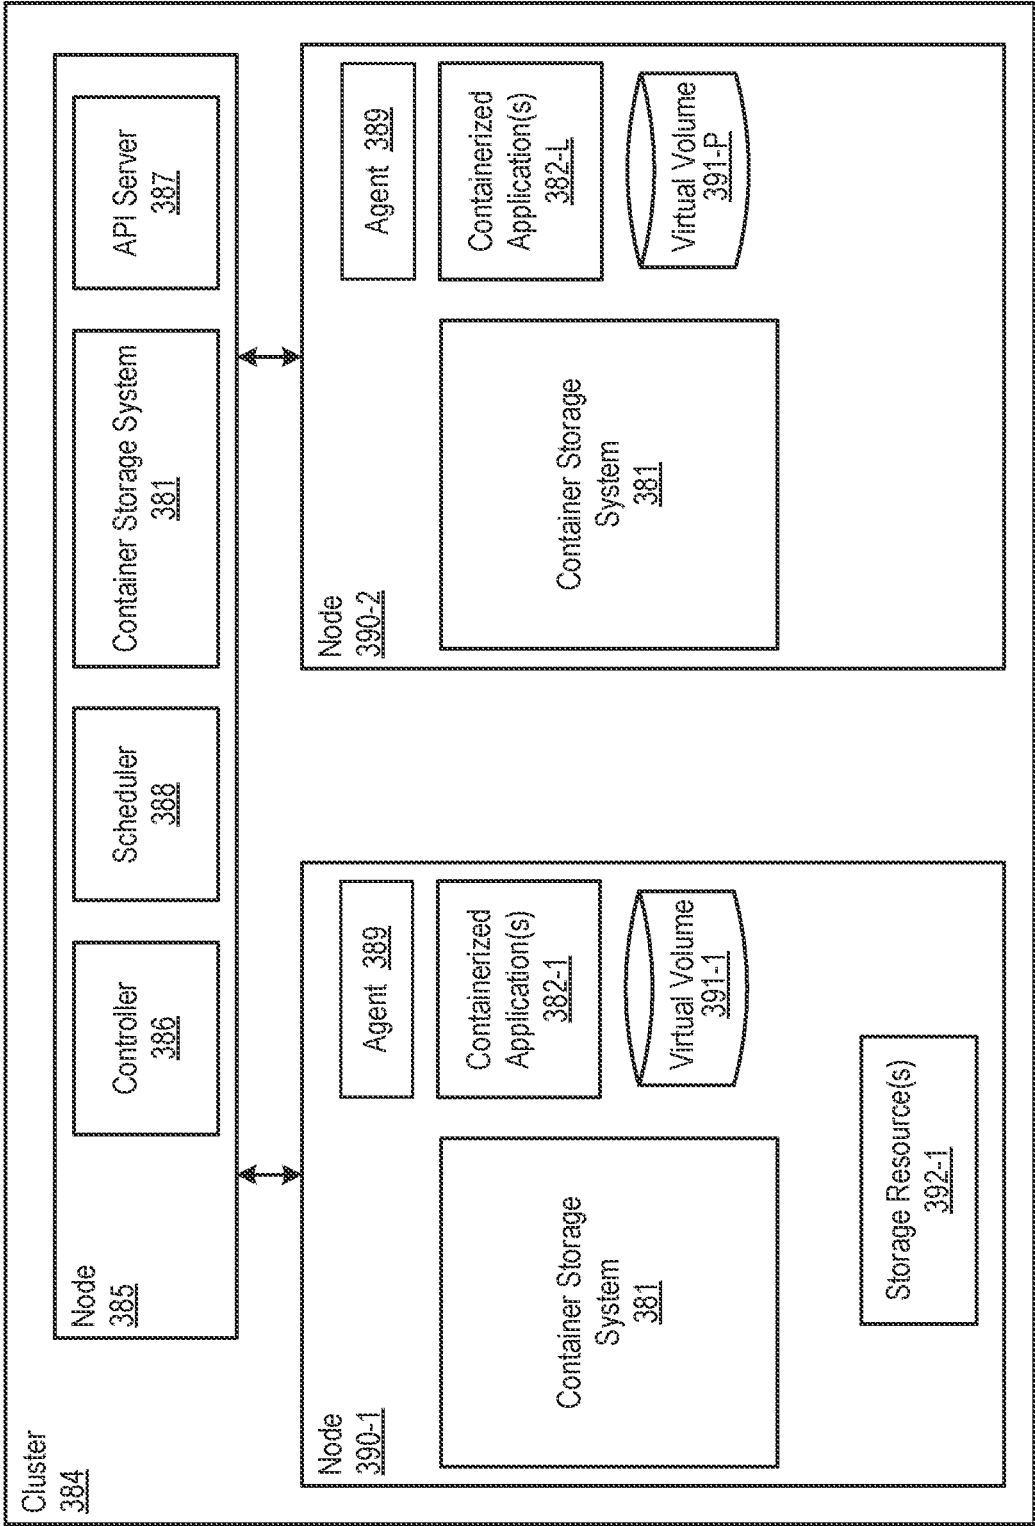 Cluster
384
Node
385
Controller
386
Scheduler
388
Container Storage System
381
API Server
387
Node
390-1
Container Storage
System
381
Agent 389
Containerized
Application(s)
382-1
Virtual Volume
391-1
Storage Resource(s)
392-1
Node
390-2
Container Storage
System
381
Agent 389
Containerized
Application(s)
382-L
Virtual Volume
391-P